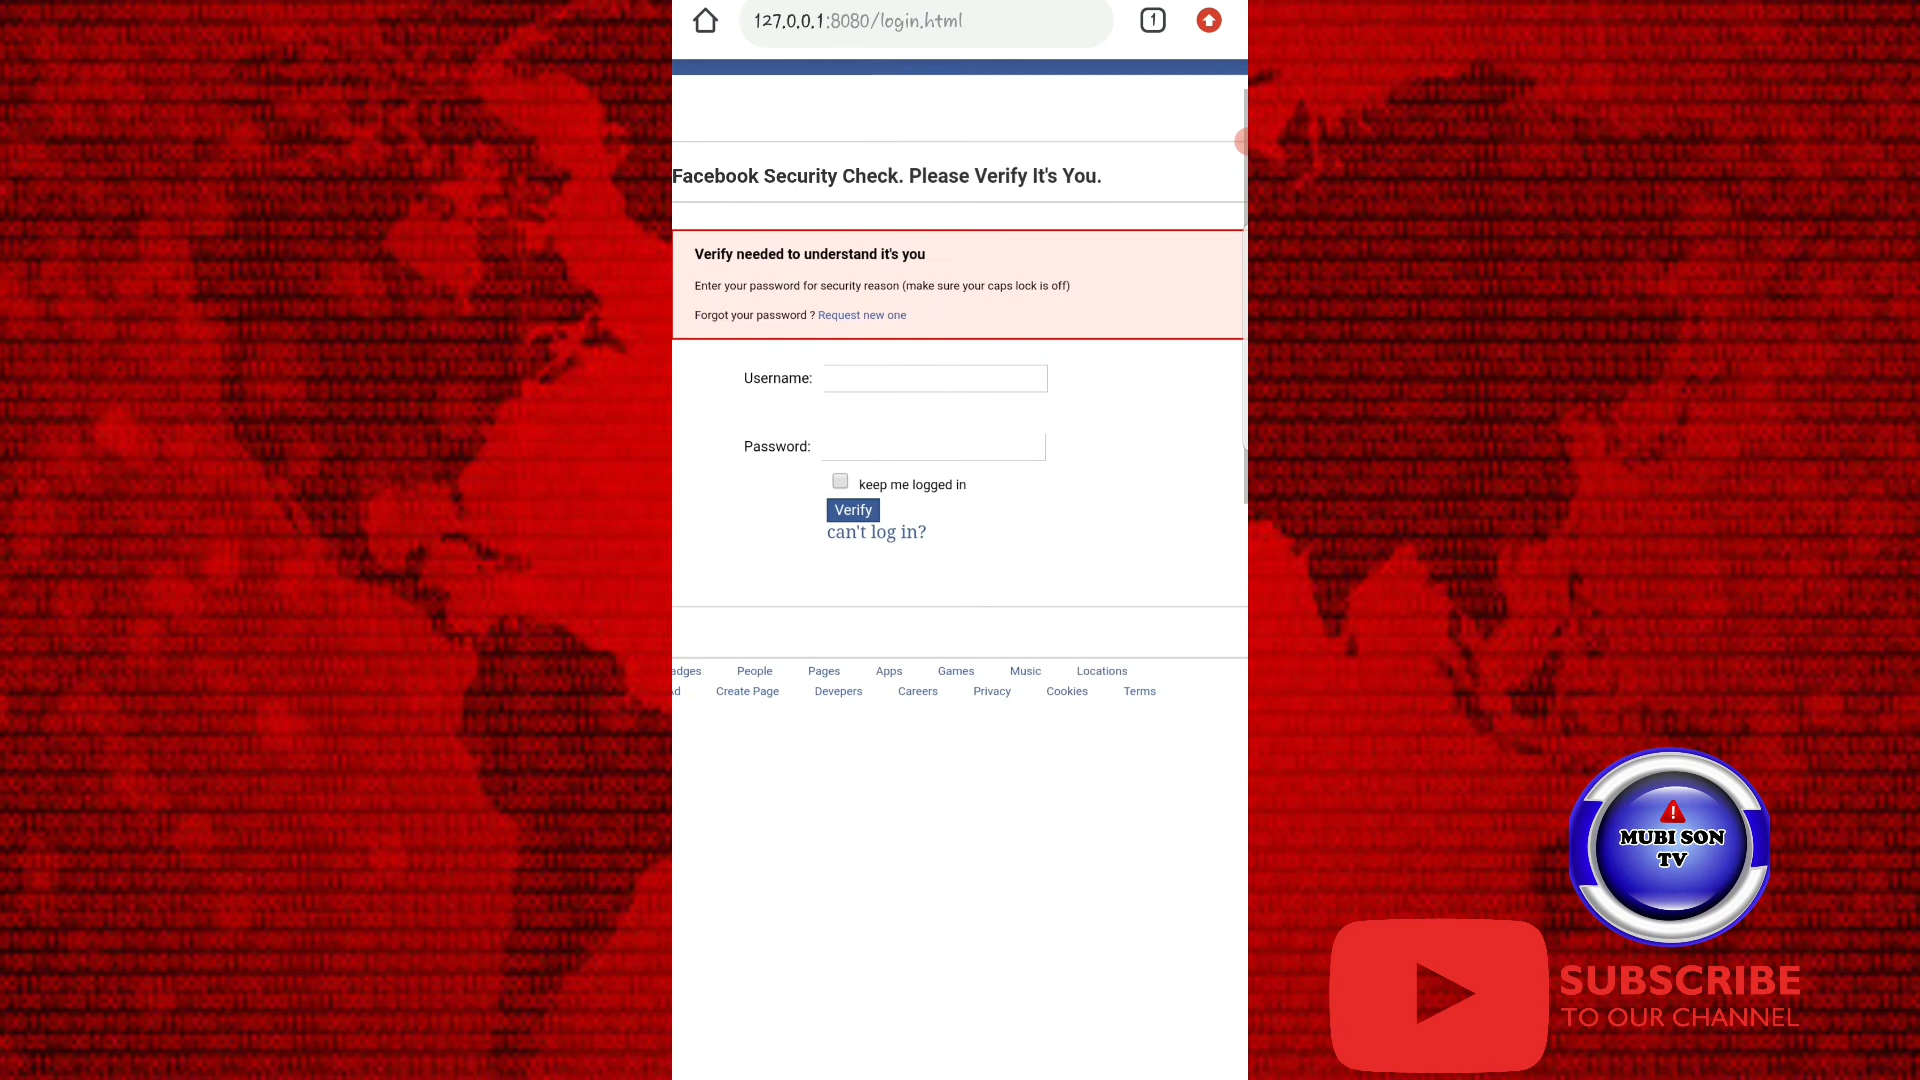 127.0.0.1:8080/login.html
1
Facebook Security Check. Please Verify It's You.
Verify needed to understand it's you
Enter your password for security reason (make sure your caps lock is off)
Forgot your password ? Request new one
Username:
Password:
keep me logged in
Verify
can't log in?
adges People Pages Apps Games Music Locations
Ad Create Page Devepers Careers Privacy Cookies Terms
MUBI SON
TV
SUBSCRIBE
TO OUR CHANNEL